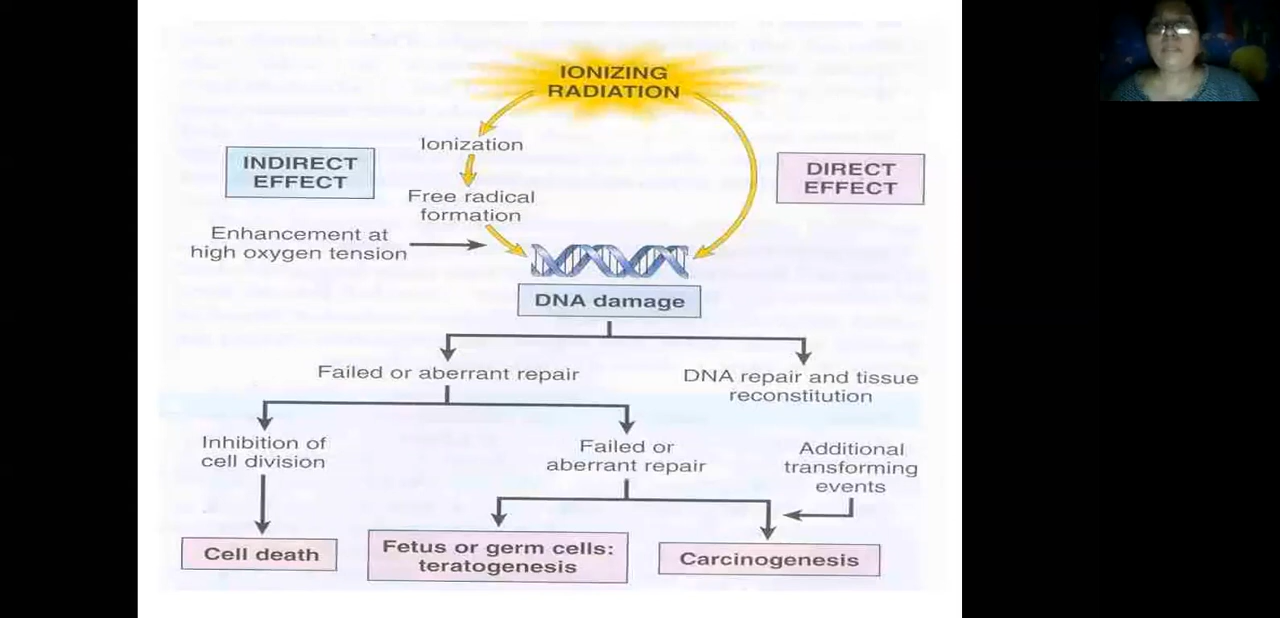 IONIZING
RADIATION
Ionization
INDIRECT
EFFECT
DIRECT
EFFECT
Free radical
formation
Enhancement at
high oxygen tension
DNA damage
Failed or aberrant repair
DNA repair and tissue
reconstitution
Inhibition of
cell division
Failed or
aberrant repair
Additional
transforming
events
Cell death
Fetus or germ cells:
teratogenesis
Carcinogenesis